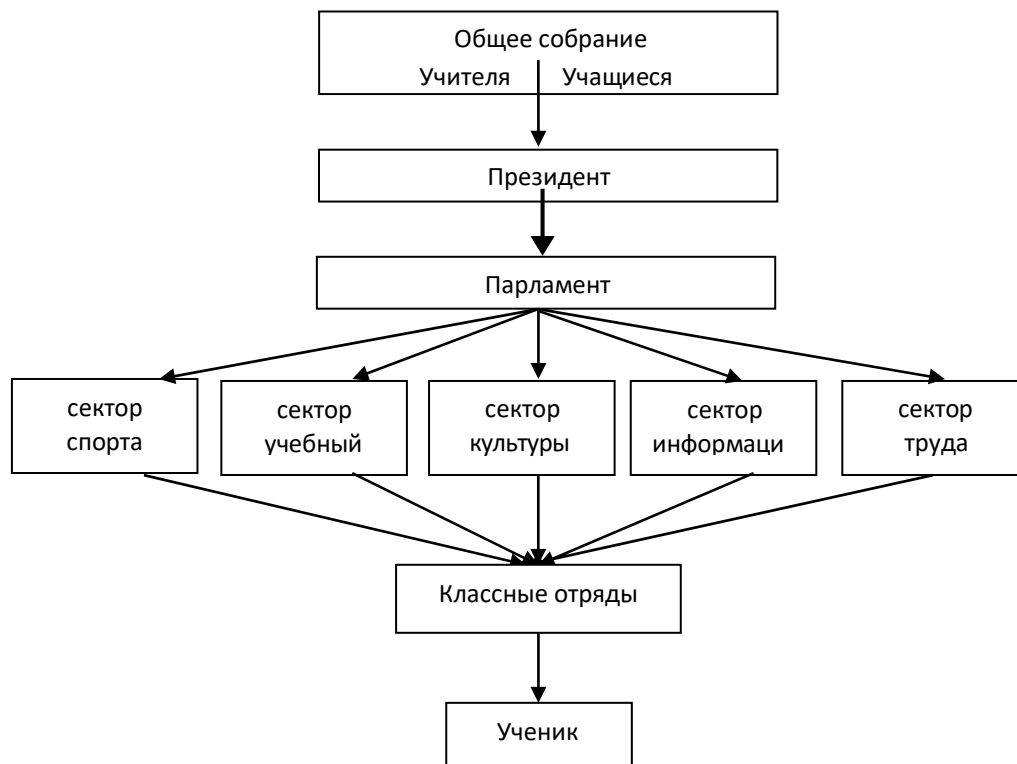 Общее собрание
Учителя Учащиеся
Президент
Парламент
сектор
спорта
сектор
учебный
сектор
культуры
сектор
информаци
сектор
труда
Классные отряды
Ученик